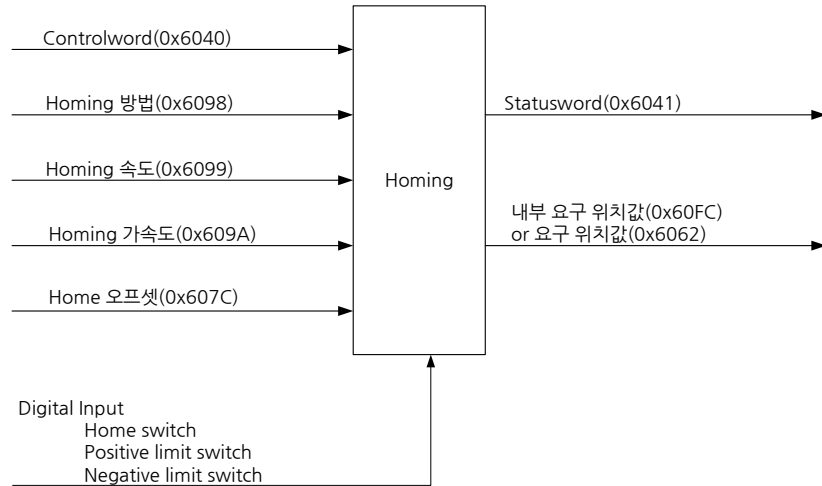 Controlword(0x6040)
Homing 방법(0x6098)
Homing 속도(0x6099)
Homing 가속도(0x609A)
Home 오프셋(0x607C)
Homing
Statusword(0x6041)
내부 요구 위치값(0x60FC)
or 요구 위치값(0x6062)
Digital Input
Home switch
Positive limit switch
Negative limit switch